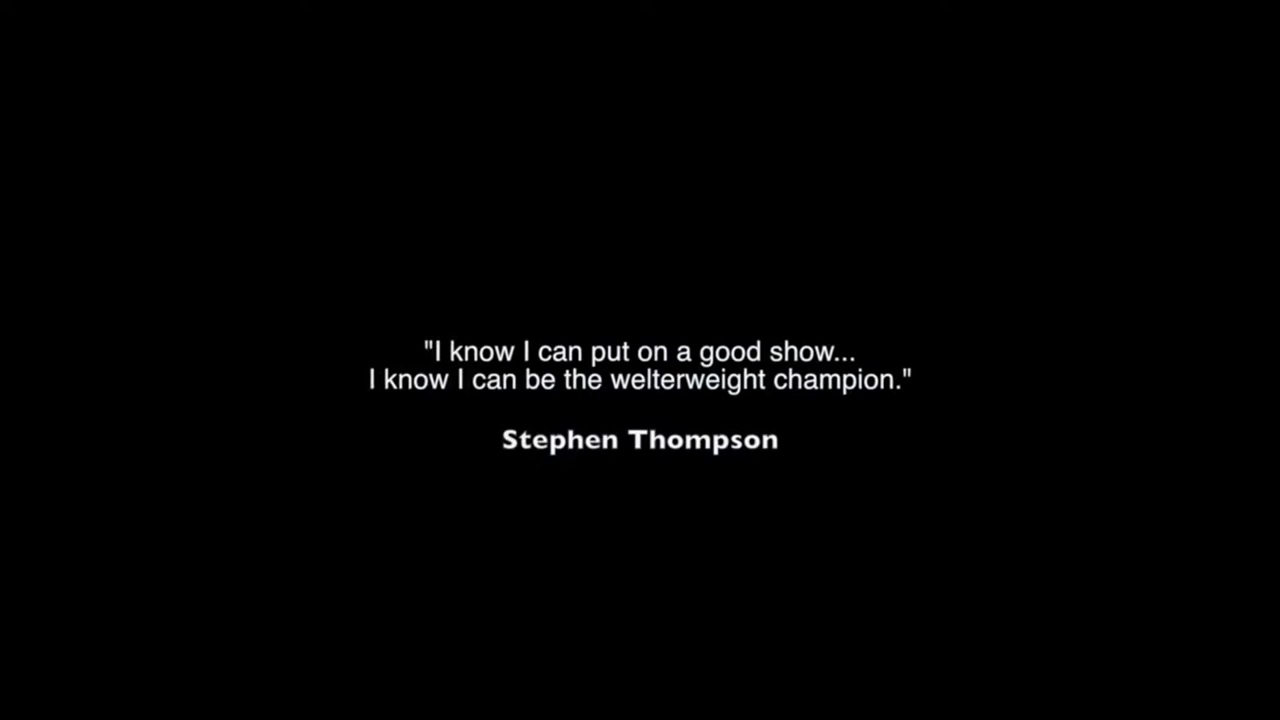 "I know I can put on a good show...
I know I can be the welterweight champion."
Stephen Thompson